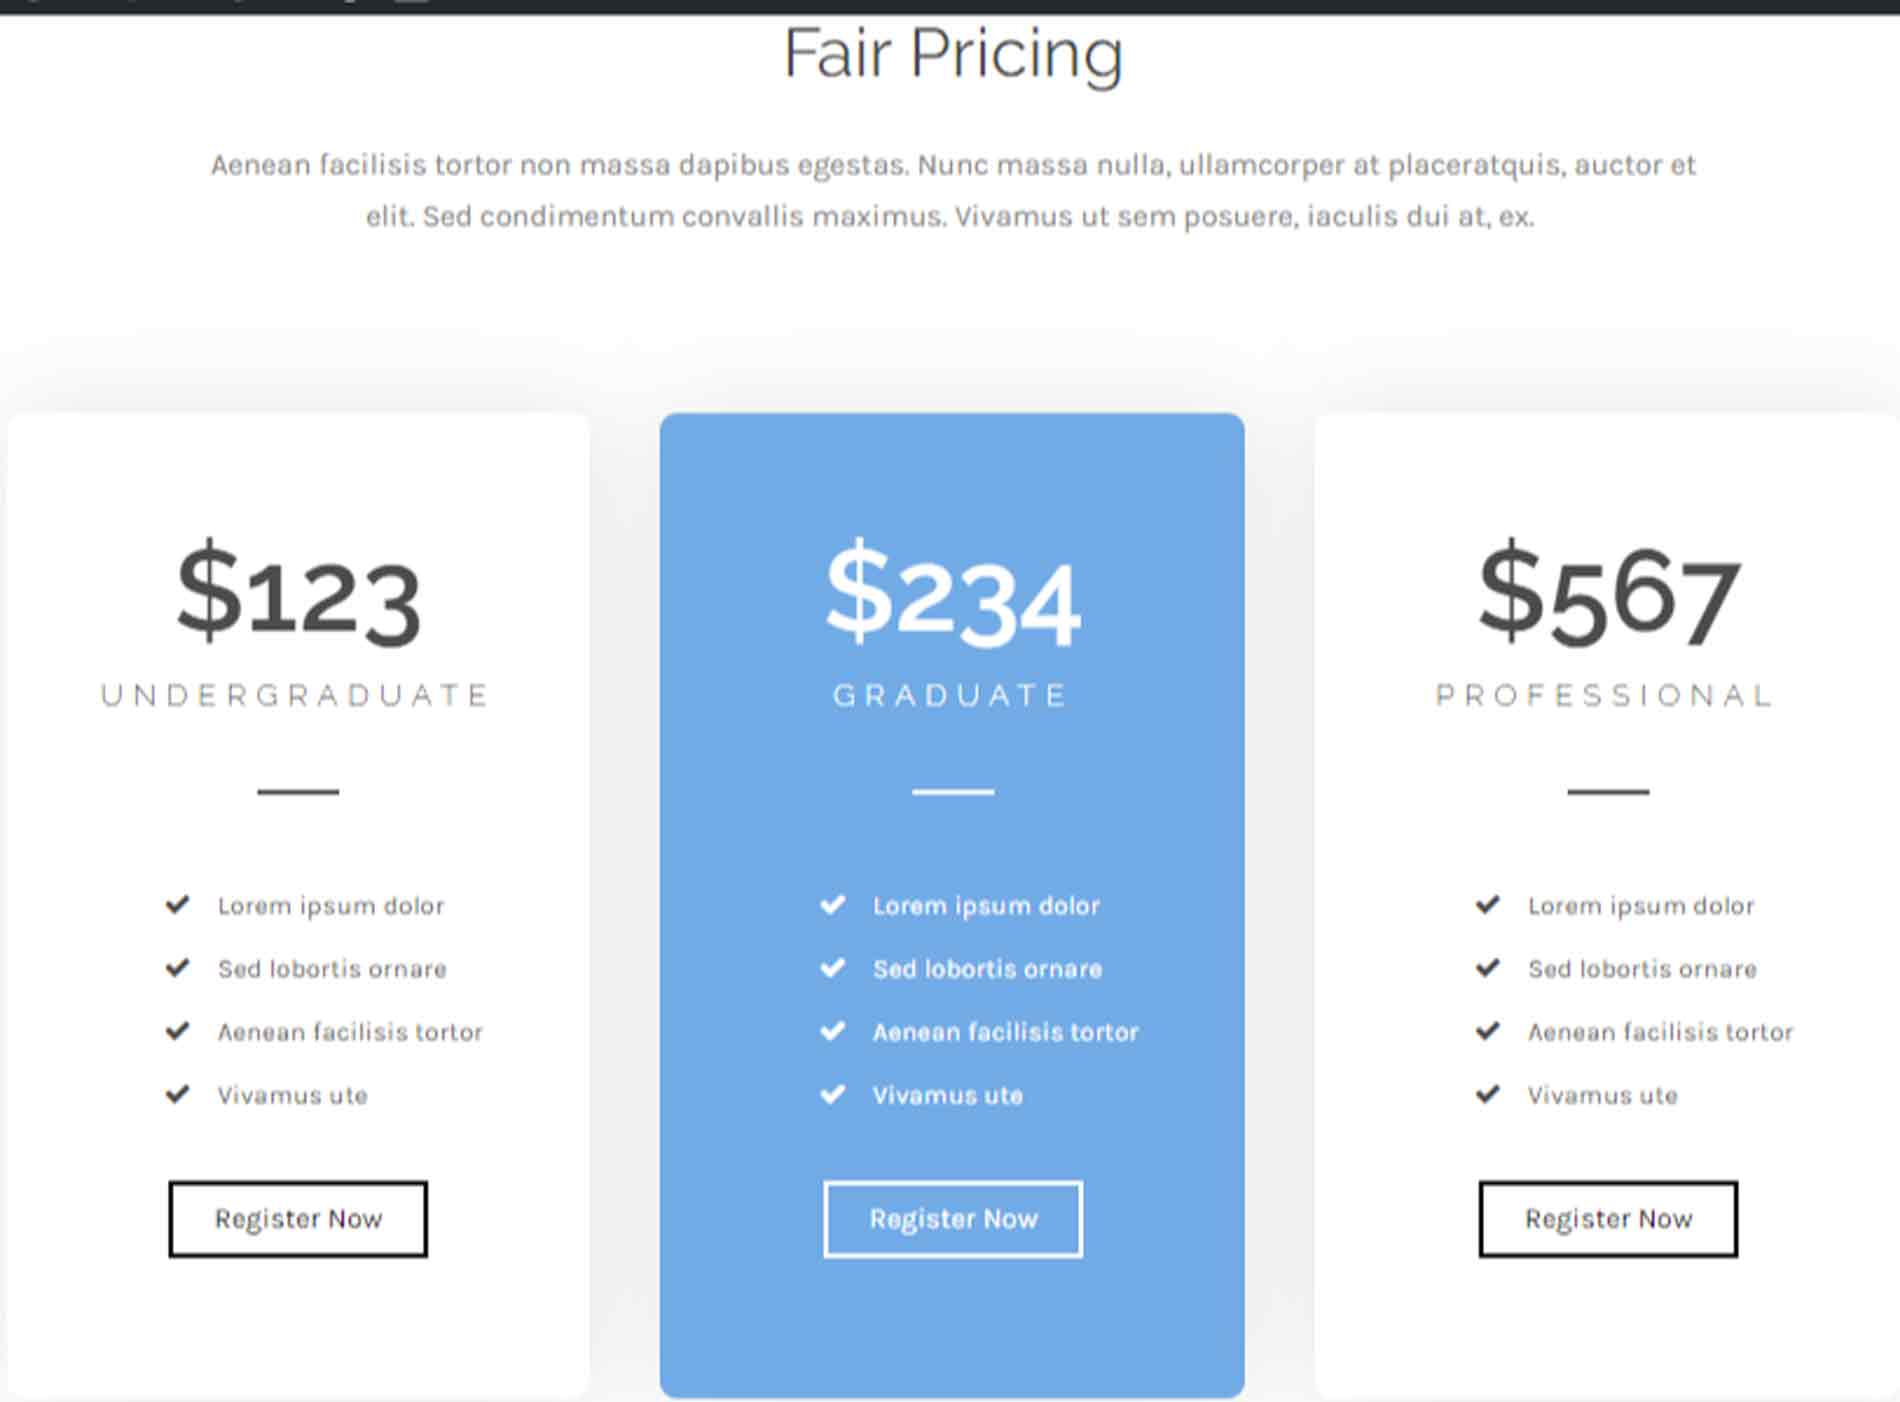 Fair Pricing
Aenean facilisis tortor non massa dapibus egestas. Nunc massa nulla, ullamcorper at placeratquis, auctor et
elit. Sed condimentum convallis maximus. Vivamus ut sem posuere, iaculis dui at, ex.
$123
UNDERGRADUATE
Lorem ipsum dolor
Sed lobortis ornare
Aenean facilisis tortor
Vivamus ute
Register Now
$234
GRADUATE
Lorem ipsum dolor
Sed lobortis ornare
Aenean facilisis tortor
Vivamus ute
Register Now
$567
PROFESSIONAL
Lorem ipsum dolor
Sed lobortis ornare
Aenean facilisis tortor
Vivamus ute
Register Now